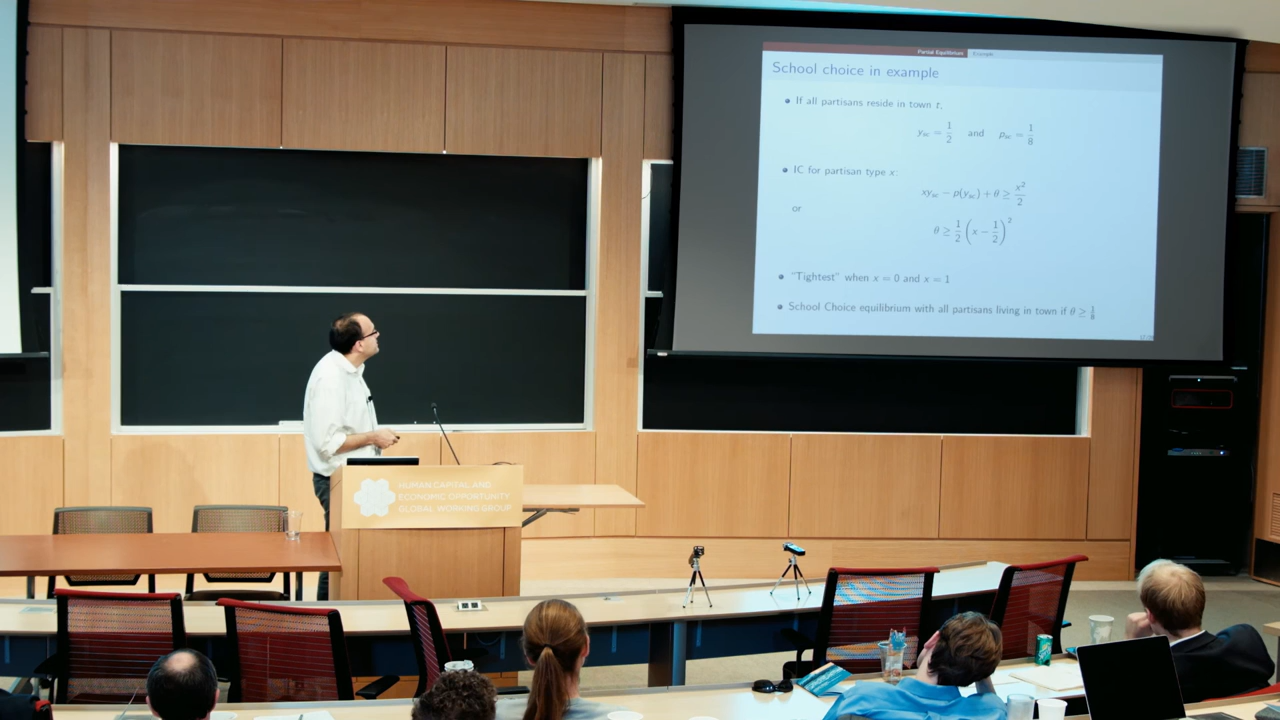 Partial Equilibrium Example
School choice in example
If all partisans reside in town t,
y_sc = 1/2 and p_sc = 1/8
IC for partisan type x:
xy_sc − p(y_sc) + θ ≥ x²/2
or
θ ≥ 1/2 (x − 1/2)²
"Tightest" when x = 0 and x = 1
School Choice equilibrium with all partisans living in town if θ ≥ 1/8
HUMAN CAPITAL AND
ECONOMIC OPPORTUNITY
GLOBAL WORKING GROUP